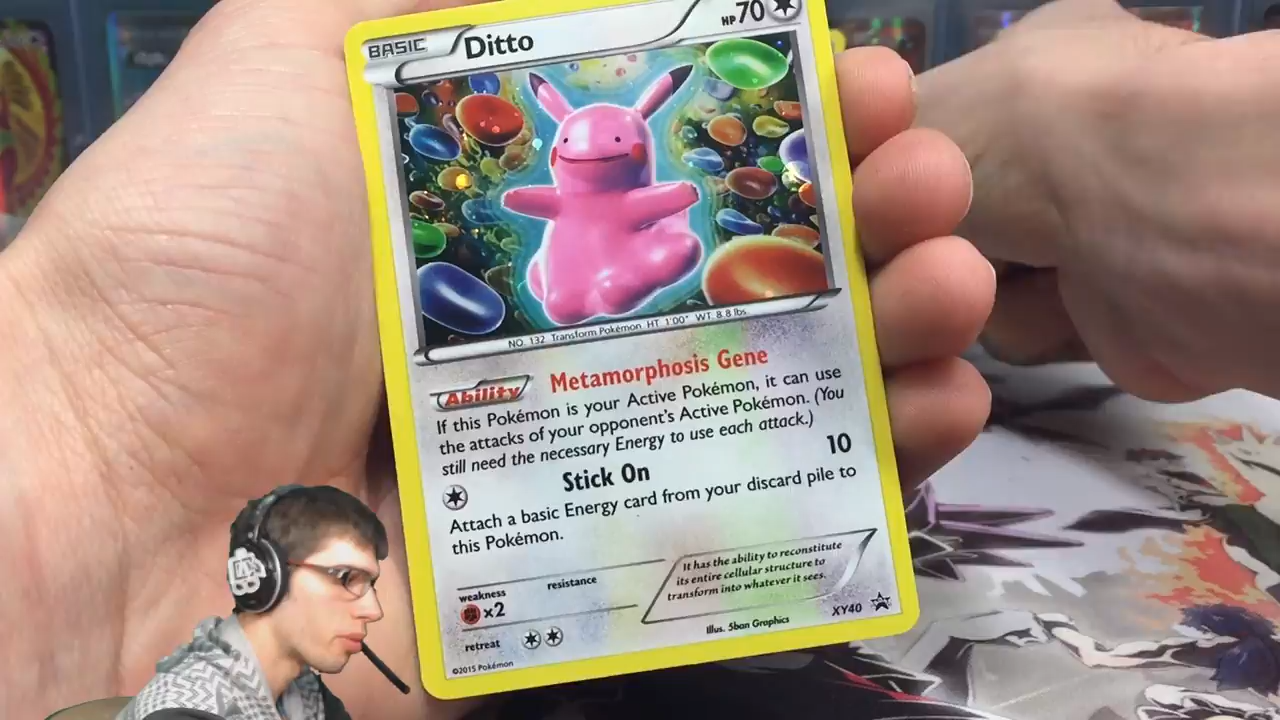 BASIC Ditto HP70
NO. 132 Transform Pokémon HT 1'00" WT. 8.8 lbs
Ability Metamorphosis Gene
If this Pokémon is your Active Pokémon, it can use
the attacks of your opponent's Active Pokémon. (You
still need the necessary Energy to use each attack.)
Stick On 10
Attach a basic Energy card from your discard pile to
this Pokémon.
weakness resistance
x2
retreat
It has the ability to reconstitute
its entire cellular structure to
transform into whatever it sees.
XY40
Illus. 5ban Graphics
©2015 Pokémon